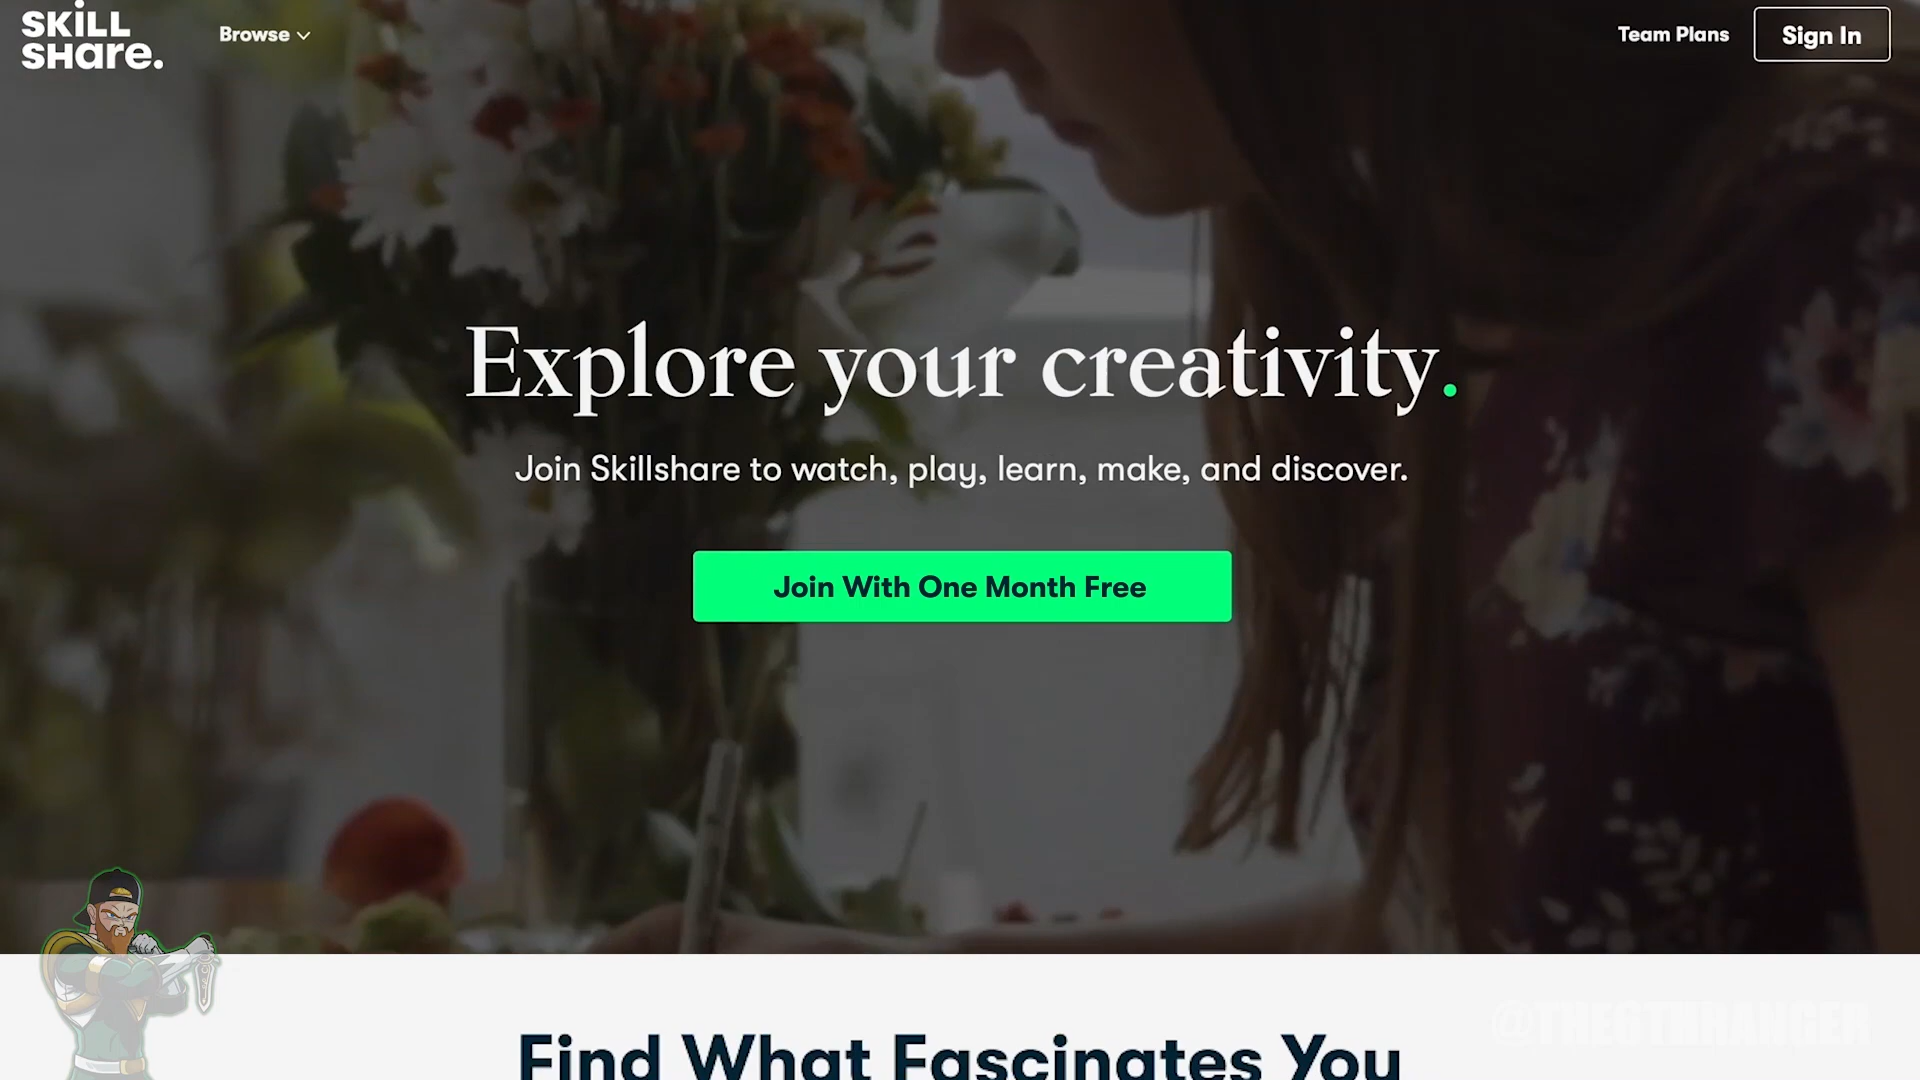 SKiLL
SHare.
Browse
Team Plans
Sign In
Explore your creativity.
Join Skillshare to watch, play, learn, make, and discover.
Join With One Month Free
@THE6THRANGER
Find What Fascinates You